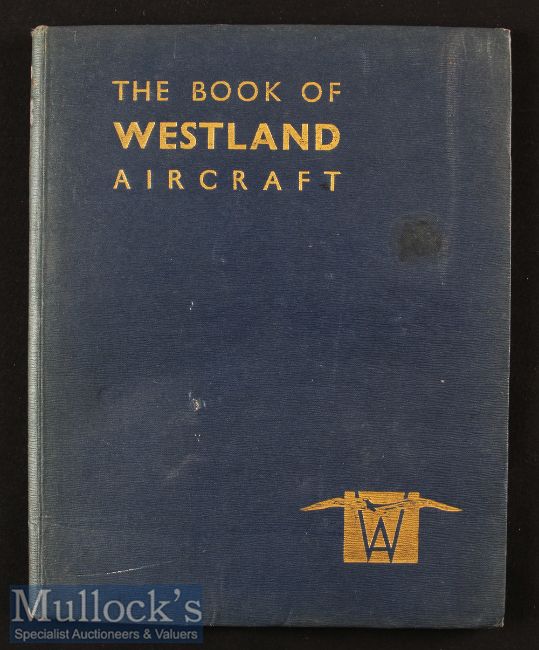 THE BOOK OF
WESTLAND
AIRCRAFT
WA
Mullock's
Specialist Auctioneers & Valuers